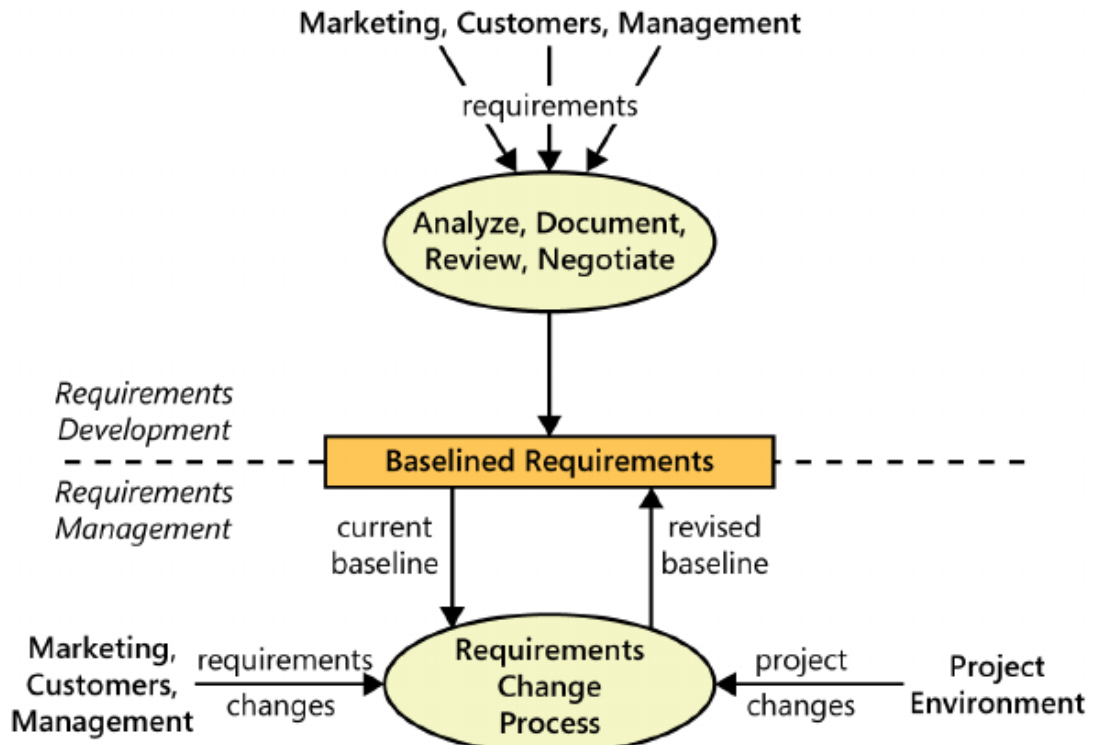 Marketing, Customers, Management
requirements
Analyze, Document,
Review, Negotiate
Requirements
Development
Baselined Requirements
Requirements
Management
current
baseline
revised
baseline
Marketing,
Customers,
Management
requirements
changes
Requirements
Change
Process
project
changes
Project
Environment